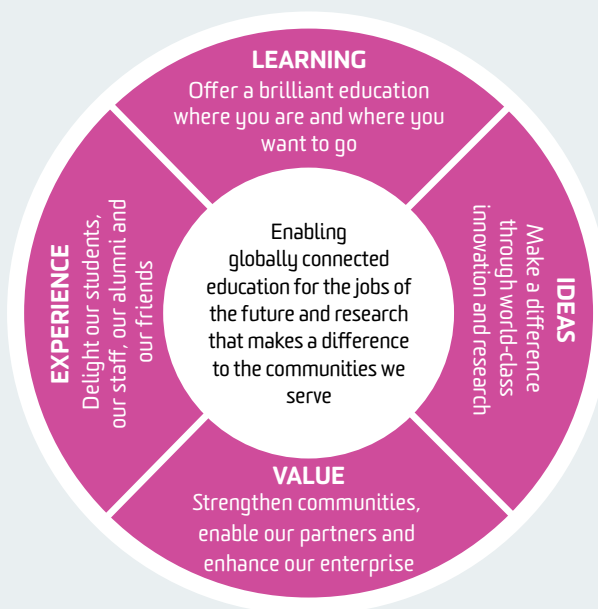 LEARNING
Offer a brilliant education
where you are and where you
want to go
IDEAS
Make a difference
through world-class
innovation and research
VALUE
Strengthen communities,
enable our partners and
enhance our enterprise
EXPERIENCE
Delight our students,
our staff, our alumni and
our friends
Enabling
globally connected
education for the jobs of
the future and research
that makes a difference
to the communities we
serve